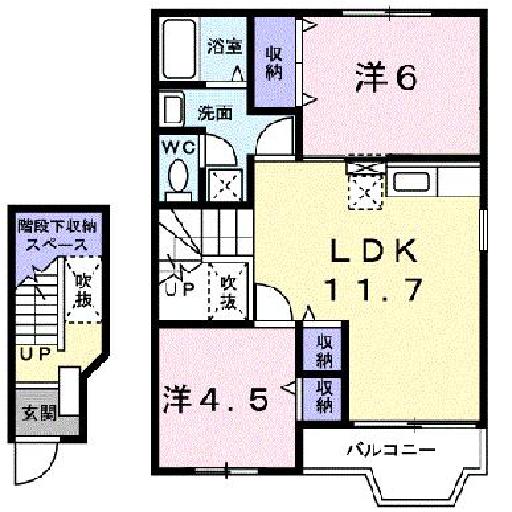 浴室
収納
洋6
洗面
WC
LDK
11.7
UP
吹抜
収納
収納
洋4.5
バルコニー
階段下収納
スペース
吹抜
UP
玄関